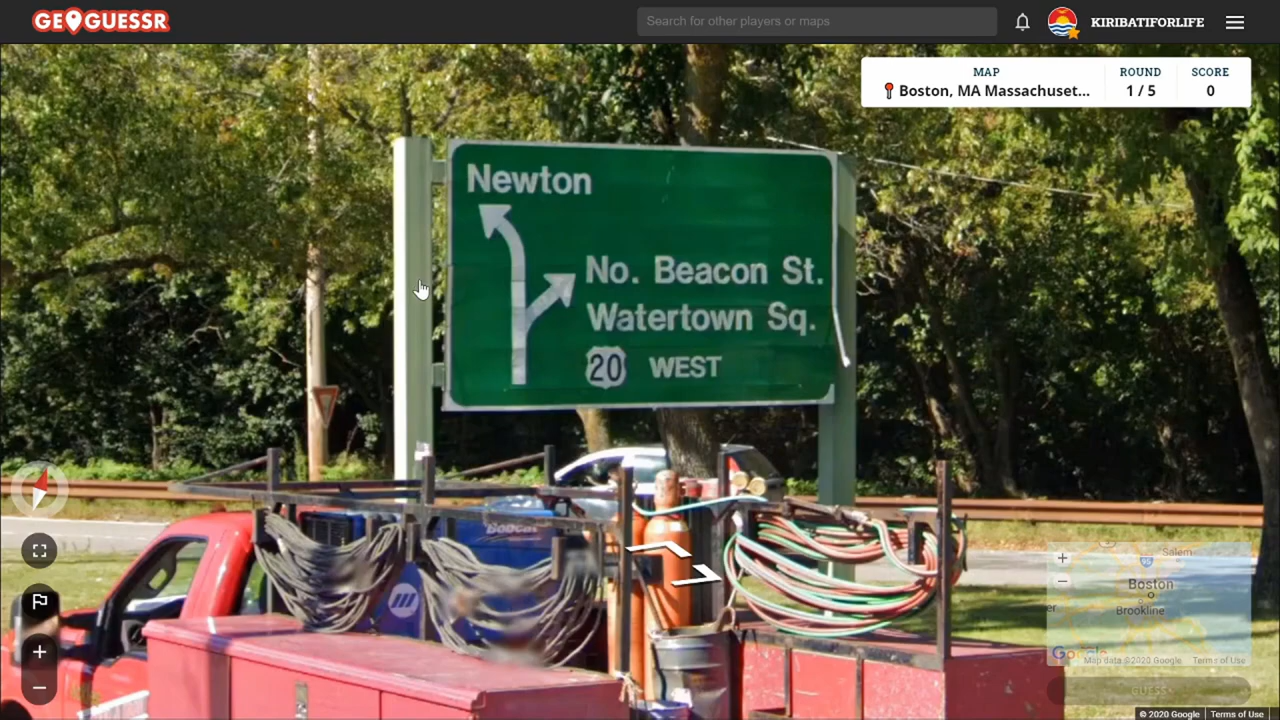 GEOGUESSR
Search for other players or maps
KIRIBATIFORLIFE
MAP
ROUND
SCORE
Boston, MA Massachuset...
1 / 5
0
Newton
No. Beacon St.
Watertown Sq.
20 WEST
Bobcat
Salem
95
Boston
Brookline
Google
Map data ©2020 Google
Terms of Use
GUESS
© 2020 Google
Terms of Use